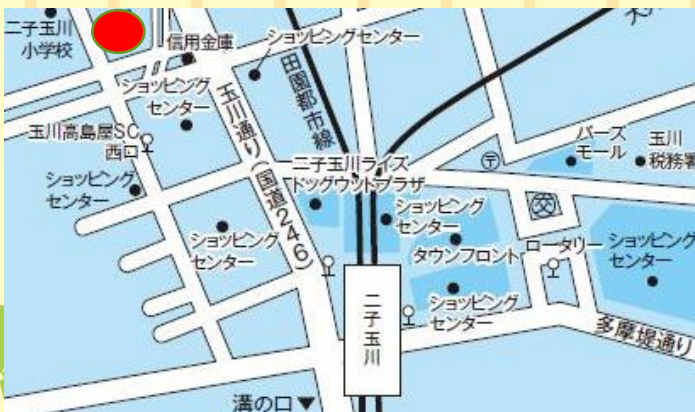 二子玉川
小学校
信用金庫
ショッピングセンター
ショッピング
センター
田園都市線
玉川通り(国道246)
玉川高島屋SC
西口
ショッピング
センター
二子玉川ライズ
ドッグウッドプラザ
〒
バーズ
モール
玉川
税務署
ショッピング
センター
ショッピング
センター
交
タウンフロント
ロータリー
ショッピング
センター
ショッピング
センター
二子玉川
多摩堤通り
溝の口▼